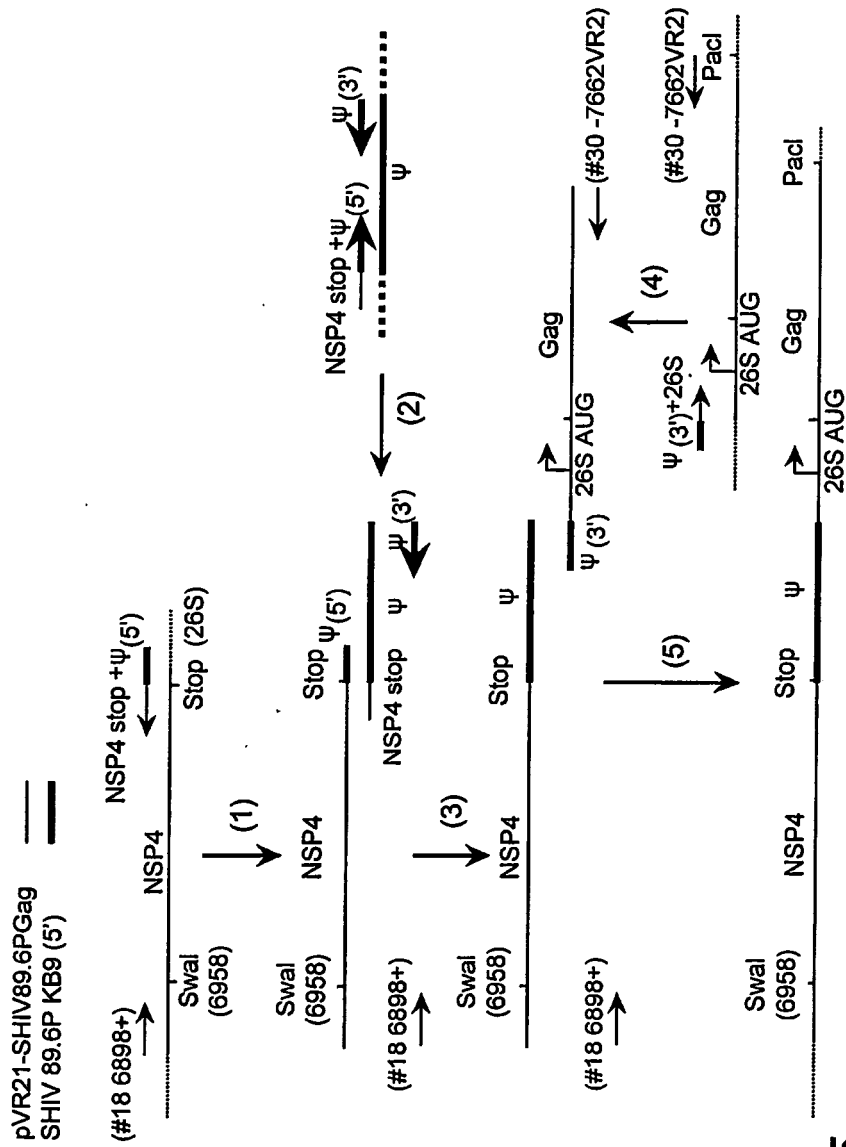 pVR21-SHIV89.6PGag
SHIV 89.6P KB9 (5')
(#18 6898+)
NSP4 stop +Ψ(5')
NSP4
SwaI
(6958)
Stop (26S)
(1)
NSP4
Stop Ψ(5')
SwaI
(6958)
NSP4 stop Ψ Ψ(3')
(#18 6898+)
(2)
NSP4 stop +Ψ(5')
Ψ(3')
Ψ
(3)
NSP4
Stop
Ψ
SwaI
(6958)
(#18 6898+)
Ψ(3')
26S AUG
Gag
(#30 -7662VR2)
(4)
Ψ(3')+26S
26S AUG
Gag
(#30 -7662VR2)
PacI
(5)
SwaI
(6958)
NSP4
Stop
Ψ
26S AUG
Gag
PacI